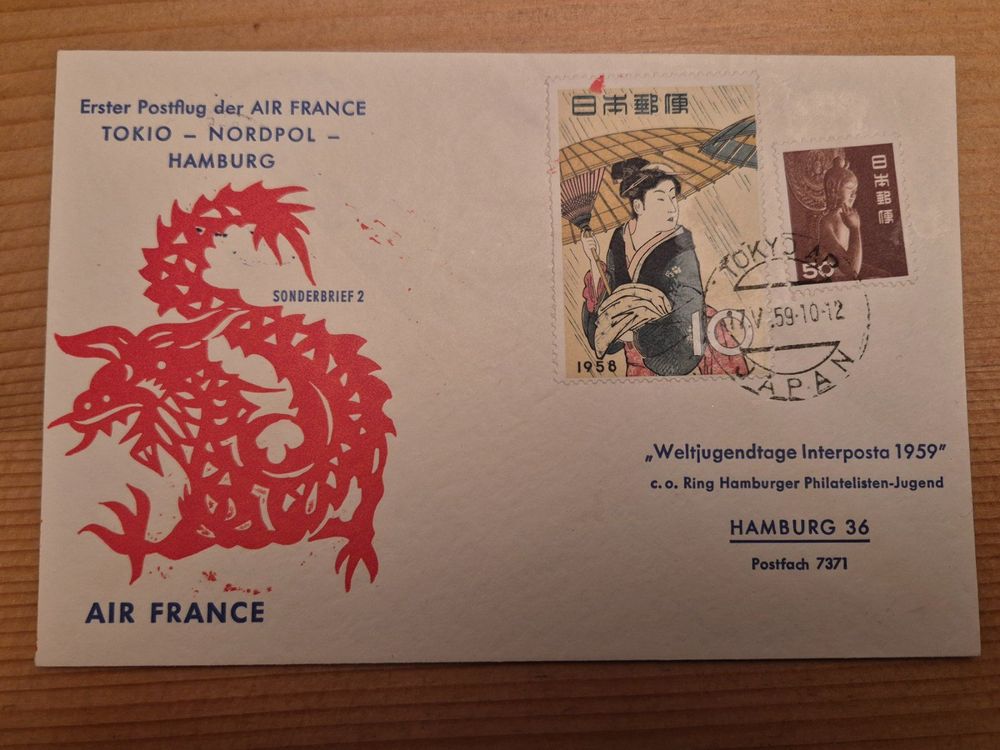 Erster Postflug der AIR FRANCE
TOKIO – NORDPOL –
HAMBURG
SONDERBRIEF 2
AIR FRANCE
日本郵便
10
1958
日本郵便
50
TOKYO AP
17.V.59-10-12
JAPAN
„Weltjugendtage Interposta 1959”
c. o. Ring Hamburger Philatelisten-Jugend
HAMBURG 36
Postfach 7371